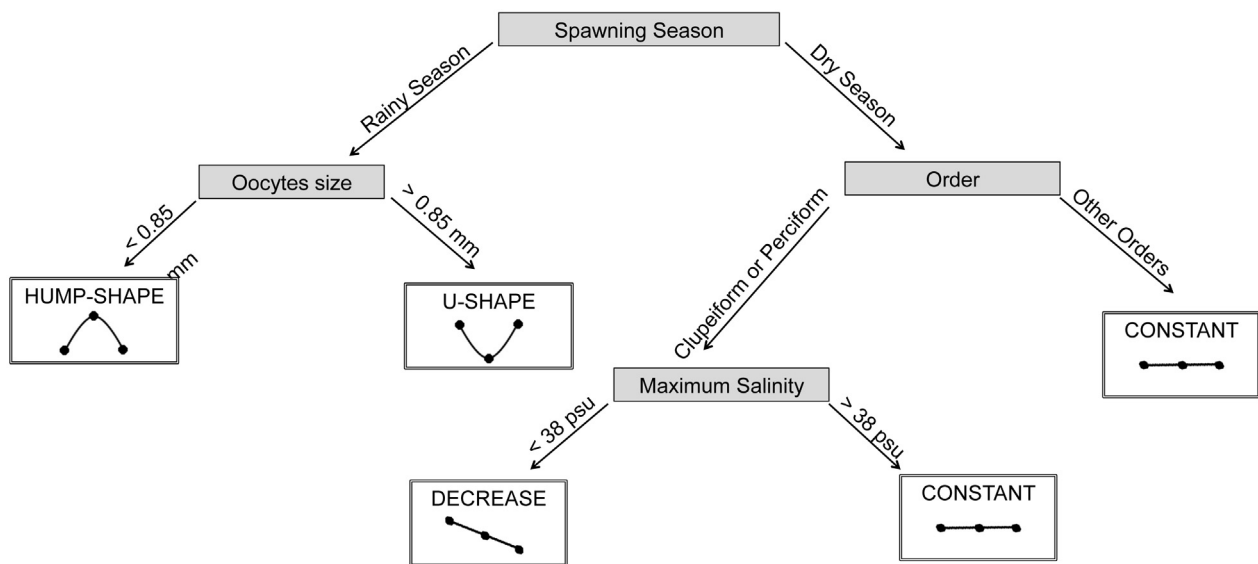 Spawning Season
Rainy Season
Dry Season
Oocytes size
Order
< 0.85
mm
> 0.85 mm
Clupeiform or Perciform
Other Orders
HUMP-SHAPE
U-SHAPE
CONSTANT
Maximum Salinity
< 38 psu
> 38 psu
DECREASE
CONSTANT